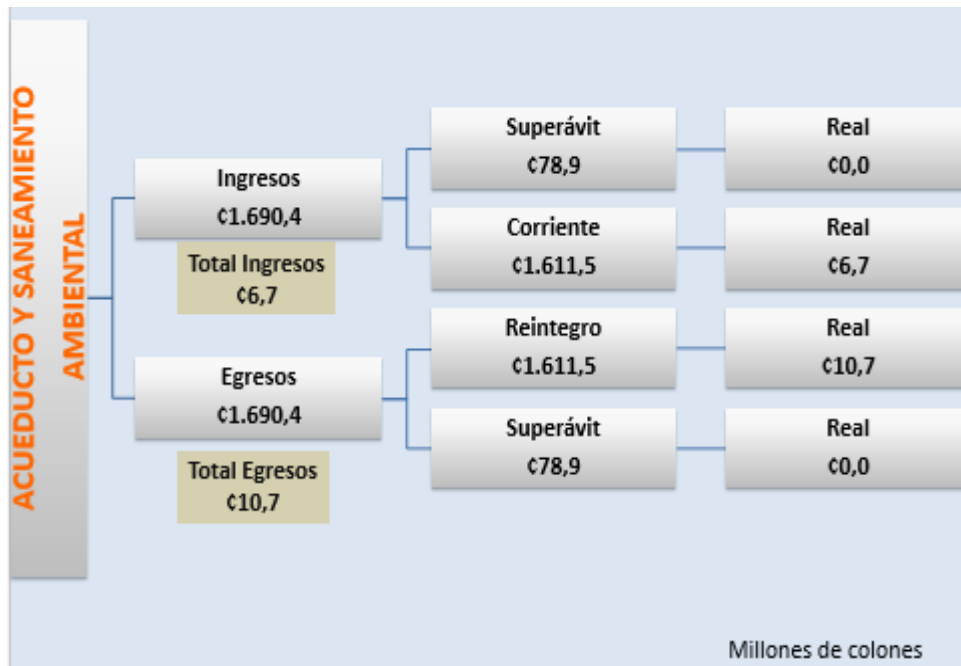 ACUEDUCTO Y SANEAMIENTO
AMBIENTAL
Ingresos
¢1.690,4
Total Ingresos
¢6,7
Superávit
¢78,9
Real
¢0,0
Corriente
¢1.611,5
Real
¢6,7
Egresos
¢1.690,4
Total Egresos
¢10,7
Reintegro
¢1.611,5
Real
¢10,7
Superávit
¢78,9
Real
¢0,0
Millones de colones